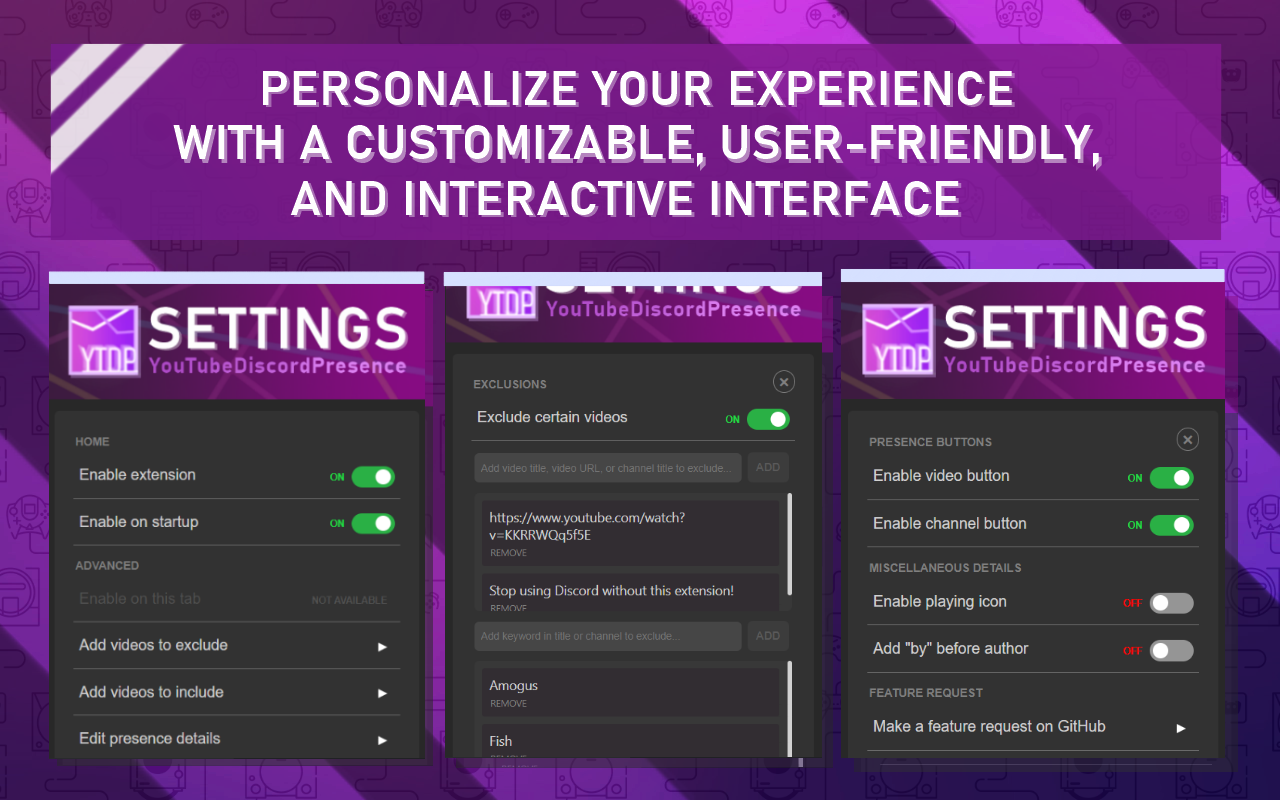 PERSONALIZE YOUR EXPERIENCE
WITH A CUSTOMIZABLE, USER-FRIENDLY,
AND INTERACTIVE INTERFACE
YTDP
SETTINGS
YouTubeDiscordPresence
HOME
Enable extension
ON
Enable on startup
ON
ADVANCED
Enable on this tab
NOT AVAILABLE
Add videos to exclude
Add videos to include
Edit presence details
YTDP
SETTINGS
YouTubeDiscordPresence
EXCLUSIONS
Exclude certain videos
ON
Add video title, video URL, or channel title to exclude...
ADD
https://www.youtube.com/watch?
v=KKRRWQq5f5E
REMOVE
Stop using Discord without this extension!
REMOVE
Add keyword in title or channel to exclude...
ADD
Amogus
REMOVE
Fish
YTDP
SETTINGS
YouTubeDiscordPresence
PRESENCE BUTTONS
Enable video button
ON
Enable channel button
ON
MISCELLANEOUS DETAILS
Enable playing icon
OFF
Add "by" before author
OFF
FEATURE REQUEST
Make a feature request on GitHub